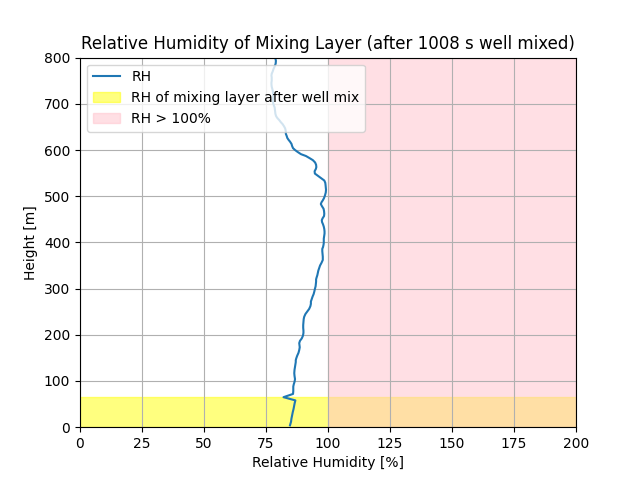 Relative Humidity of Mixing Layer (after 1008 s well mixed)
800
700
600
500
400
300
200
100
0
Height [m]
RH
RH of mixing layer after well mix
RH > 100%
0 25 50 75 100 125 150 175 200
Relative Humidity [%]